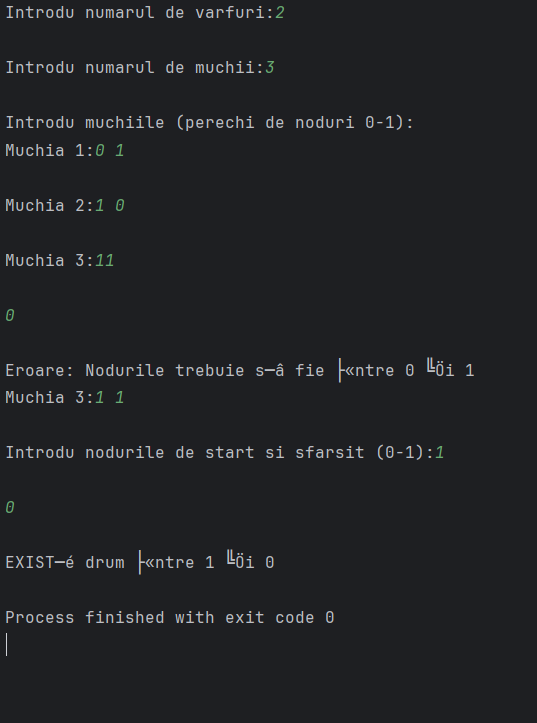 Introdu numarul de varfuri:2
Introdu numarul de muchii:3
Introdu muchiile (perechi de noduri 0-1):
Muchia 1:0 1
Muchia 2:1 0
Muchia 3:11
0
Eroare: Nodurile trebuie s─â fie ├«ntre 0 ╚Öi 1
Muchia 3:1 1
Introdu nodurile de start si sfarsit (0-1):1
0
EXIST─é drum ├«ntre 1 ╚Öi 0
Process finished with exit code 0